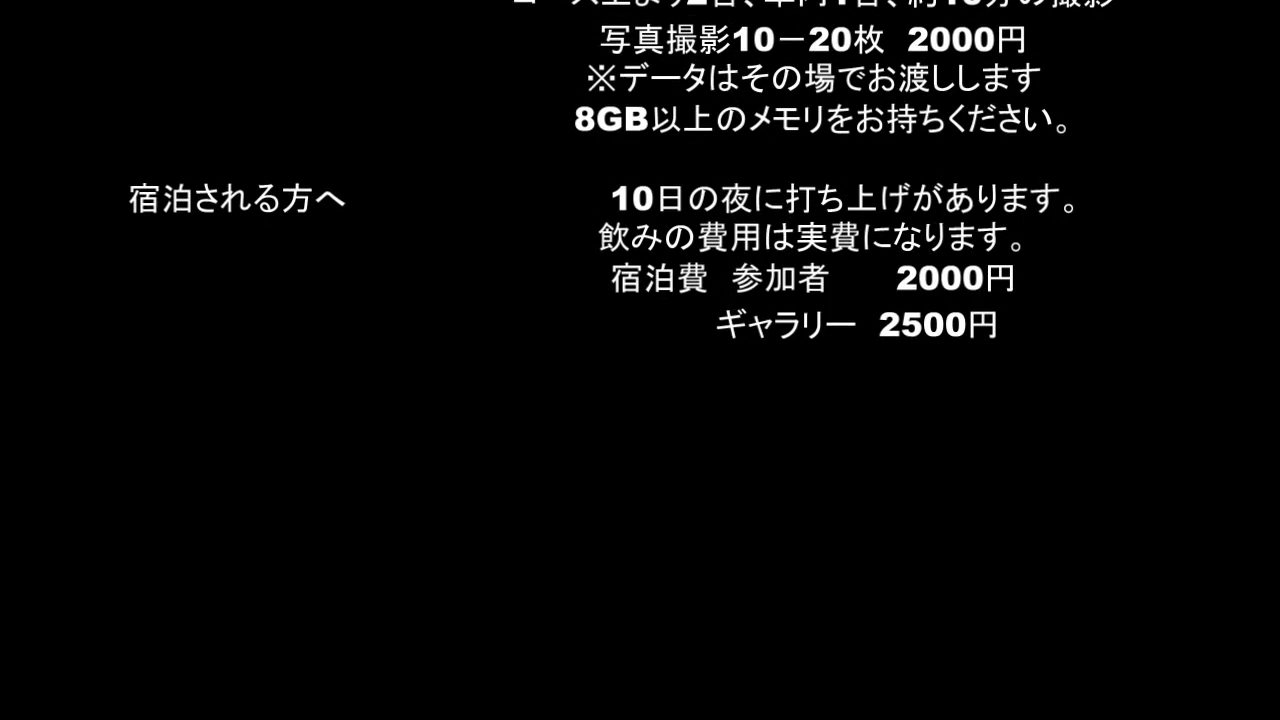 写真撮影10－20枚　2000円
※データはその場でお渡しします
8GB以上のメモリをお持ちください。
宿泊される方へ　10日の夜に打ち上げがあります。
飲みの費用は実費になります。
宿泊費　参加者　2000円
ギャラリー　2500円